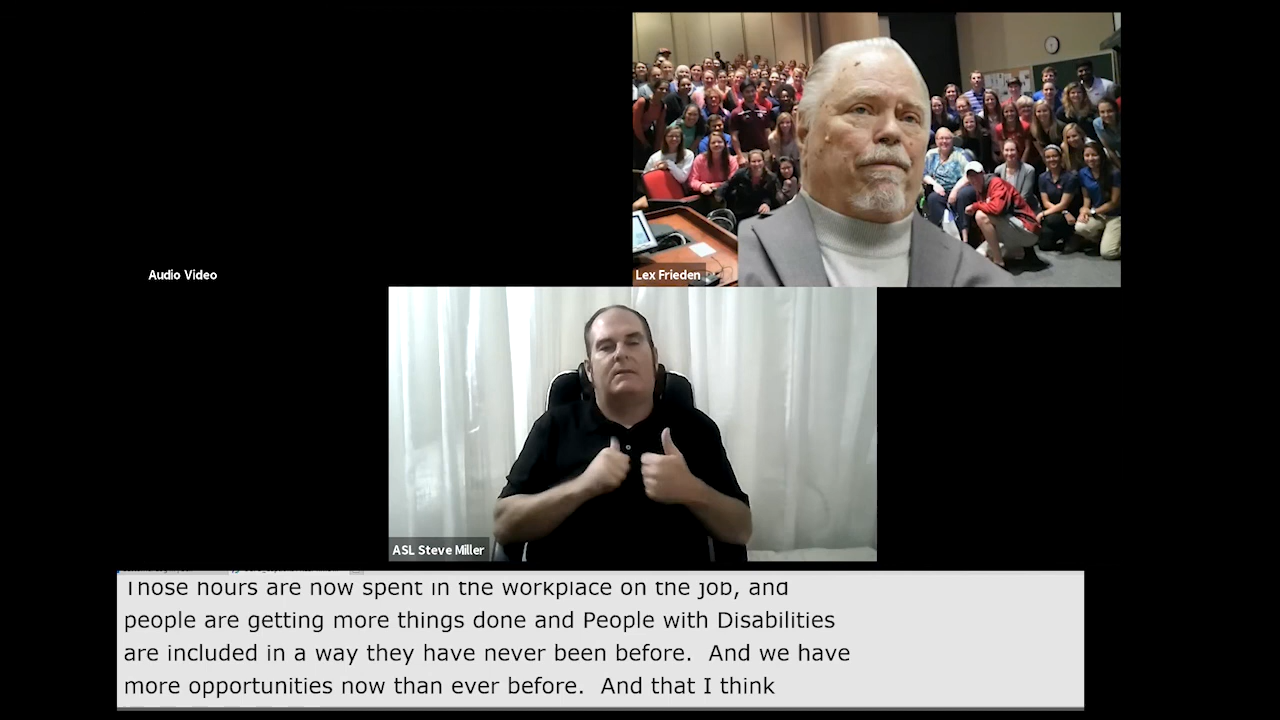 Audio Video
Lex Frieden
ASL Steve Miller
Those hours are now spent in the workplace on the job, and
people are getting more things done and People with Disabilities
are included in a way they have never been before.  And we have
more opportunities now than ever before.  And that I think